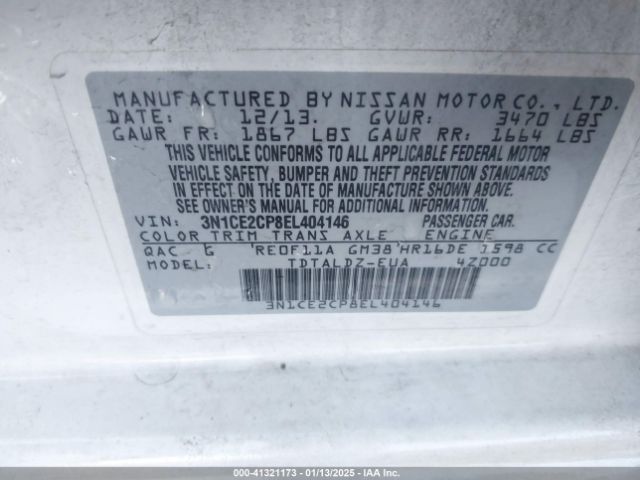 MANUFACTURED BY NISSAN MOTOR CO., LTD.
DATE: 12/13. GVWR: 3470 LBS
GAWR FR: 1867 LBS GAWR RR: 1664 LBS
THIS VEHICLE CONFORMS TO ALL APPLICABLE FEDERAL MOTOR
VEHICLE SAFETY, BUMPER AND THEFT PREVENTION STANDARDS
IN EFFECT ON THE DATE OF MANUFACTURE SHOWN ABOVE.
SEE OWNER'S MANUAL FOR ADDITIONAL INFORMATION.
VIN: 3N1CE2CP8EL404146 PASSENGER CAR.
COLOR TRIM TRANS AXLE ENGINE
QAC G RE0F11A GM38 HR16DE 1598 CC
MODEL: TDTALDZ-EUA 4Z000
3N1CE2CP8EL404146
© - 41321173 - 01/13/2025 - IAA Inc.